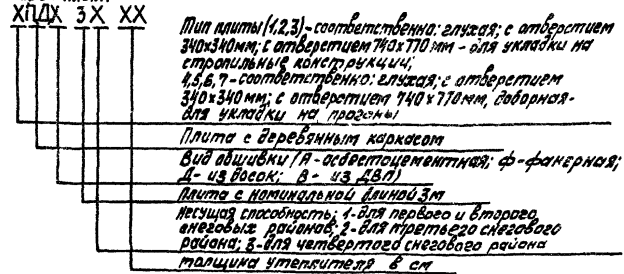 ХПДХ 3Х ХХ
Тип плиты (1,2,3)-соответственно: глухая; с отверстием
340х340мм; с отверстием 740х770мм - для укладки на
стропильные конструкции;
4,5,6,7-соответственно: глухая; с отверстием
340х340мм; с отверстием 740х770мм, доборная-
для укладки на прогоны
Плита с деревянным каркасом
Вид обшивки (А-асбестоцементная; Ф-фанерная;
Д- из досок; В- из ДВП)
Плита с номинальной длиной 3м
Несущая способность; 1-для первого и второго
снеговых районов; 2-для третьего снегового
района; 3-для четвертого снегового района
толщина утеплителя в см